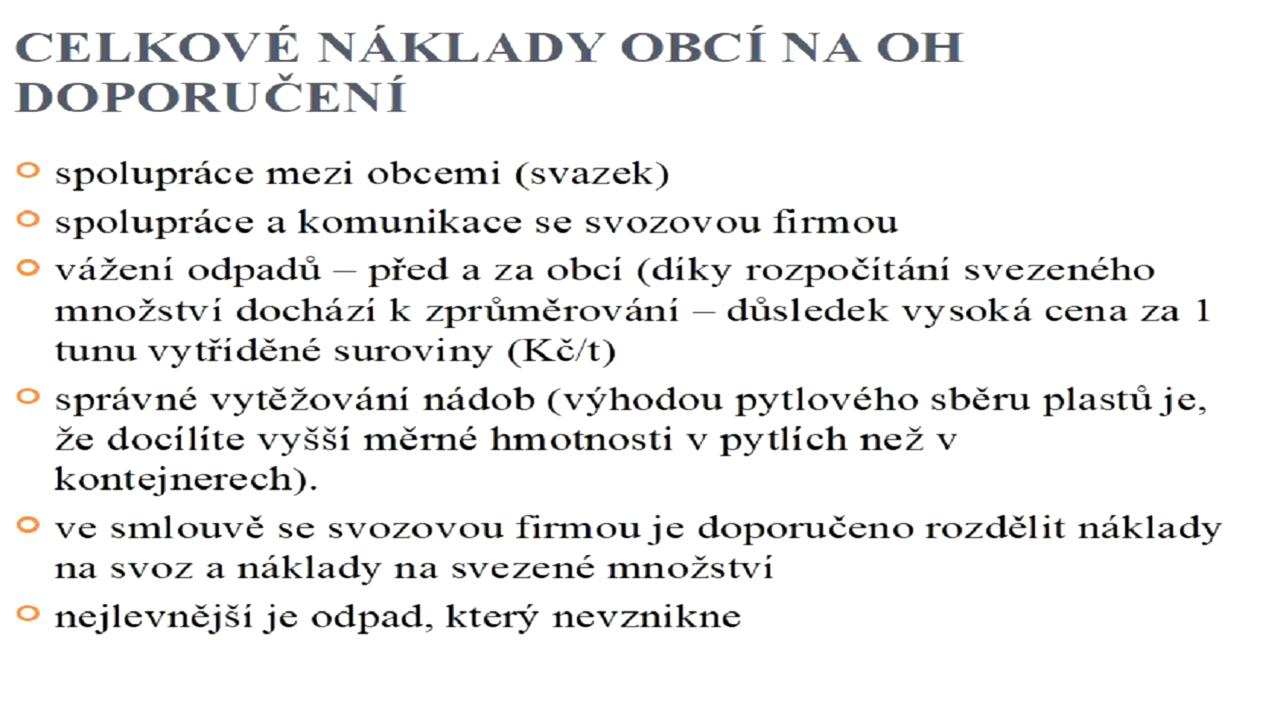 CELKOVÉ NÁKLADY OBCÍ NA OH
DOPORUČENÍ
spolupráce mezi obcemi (svazek)
spolupráce a komunikace se svozovou firmou
vážení odpadů – před a za obcí (díky rozpočítání svezeného
množství dochází k zprůměrování – důsledek vysoká cena za 1
tunu vytříděné suroviny (Kč/t)
správné vytěžování nádob (výhodou pytlového sběru plastů je,
že docílíte vyšší měrné hmotnosti v pytlích než v
kontejnerech).
ve smlouvě se svozovou firmou je doporučeno rozdělit náklady
na svoz a náklady na svezené množství
nejlevnější je odpad, který nevznikne